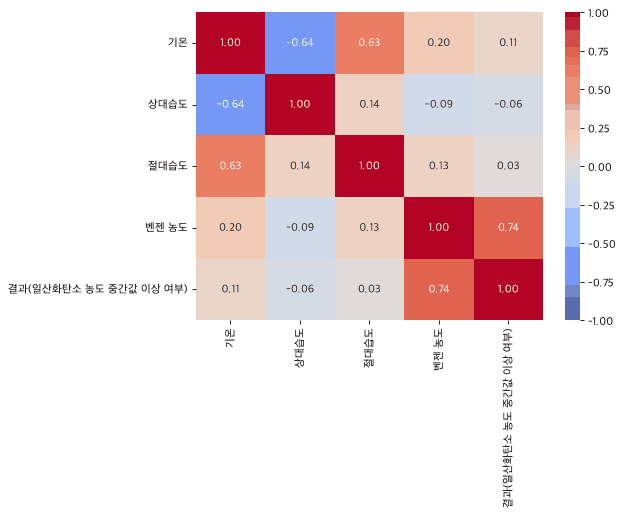 기온 1.00 -0.64 0.63 0.20 0.11
상대습도 -0.64 1.00 0.14 -0.09 -0.06
절대습도 0.63 0.14 1.00 0.13 0.03
벤젠 농도 0.20 -0.09 0.13 1.00 0.74
결과(일산화탄소 농도 중간값 이상 여부) 0.11 -0.06 0.03 0.74 1.00
기온
상대습도
절대습도
벤젠 농도
결과(일산화탄소 농도 중간값 이상 여부)
1.00
0.75
0.50
0.25
0.00
-0.25
-0.50
-0.75
-1.00